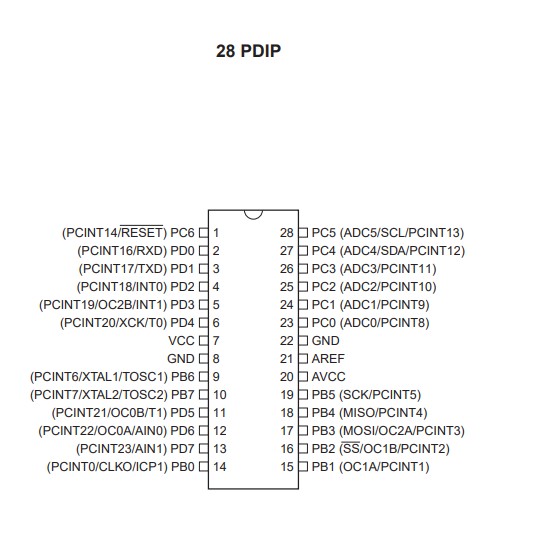 28 PDIP
(PCINT14/RESET) PC6 1 28 PC5 (ADC5/SCL/PCINT13)
(PCINT16/RXD) PD0 2 27 PC4 (ADC4/SDA/PCINT12)
(PCINT17/TXD) PD1 3 26 PC3 (ADC3/PCINT11)
(PCINT18/INT0) PD2 4 25 PC2 (ADC2/PCINT10)
(PCINT19/OC2B/INT1) PD3 5 24 PC1 (ADC1/PCINT9)
(PCINT20/XCK/T0) PD4 6 23 PC0 (ADC0/PCINT8)
VCC 7 22 GND
GND 8 21 AREF
(PCINT6/XTAL1/TOSC1) PB6 9 20 AVCC
(PCINT7/XTAL2/TOSC2) PB7 10 19 PB5 (SCK/PCINT5)
(PCINT21/OC0B/T1) PD5 11 18 PB4 (MISO/PCINT4)
(PCINT22/OC0A/AIN0) PD6 12 17 PB3 (MOSI/OC2A/PCINT3)
(PCINT23/AIN1) PD7 13 16 PB2 (SS/OC1B/PCINT2)
(PCINT0/CLKO/ICP1) PB0 14 15 PB1 (OC1A/PCINT1)